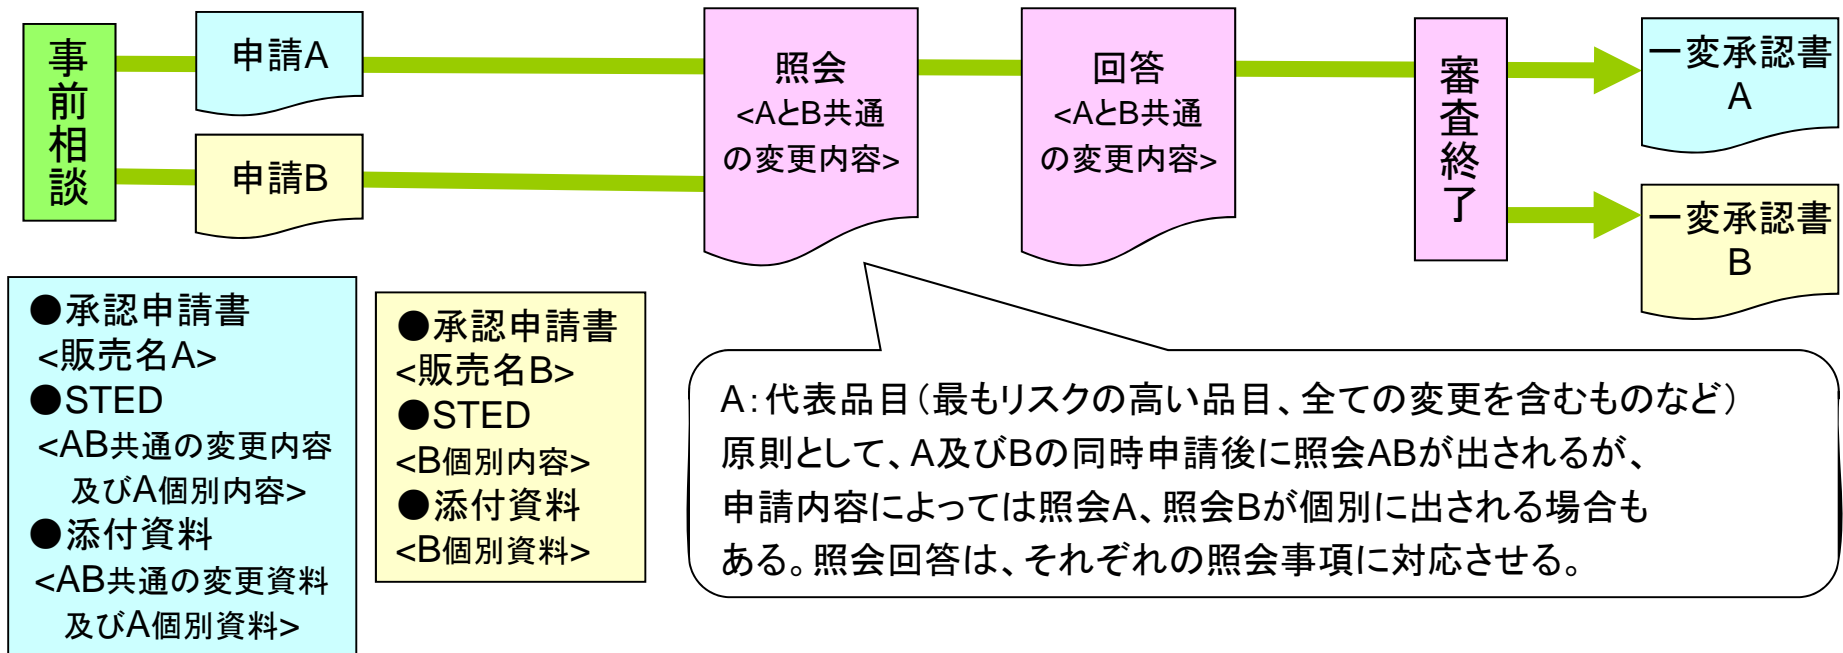 事前相談
申請A
申請B
照会
<AとB共通
の変更内容>
回答
<AとB共通
の変更内容>
審査終了
一変承認書
A
一変承認書
B
●承認申請書
<販売名A>
●STED
<AB共通の変更内容
及びA個別内容>
●添付資料
<AB共通の変更資料
及びA個別資料>
●承認申請書
<販売名B>
●STED
<B個別内容>
●添付資料
<B個別資料>
A:代表品目（最もリスクの高い品目、全ての変更を含むものなど）
原則として、A及びBの同時申請後に照会ABが出されるが、
申請内容によっては照会A、照会Bが個別に出される場合も
ある。照会回答は、それぞれの照会事項に対応させる。